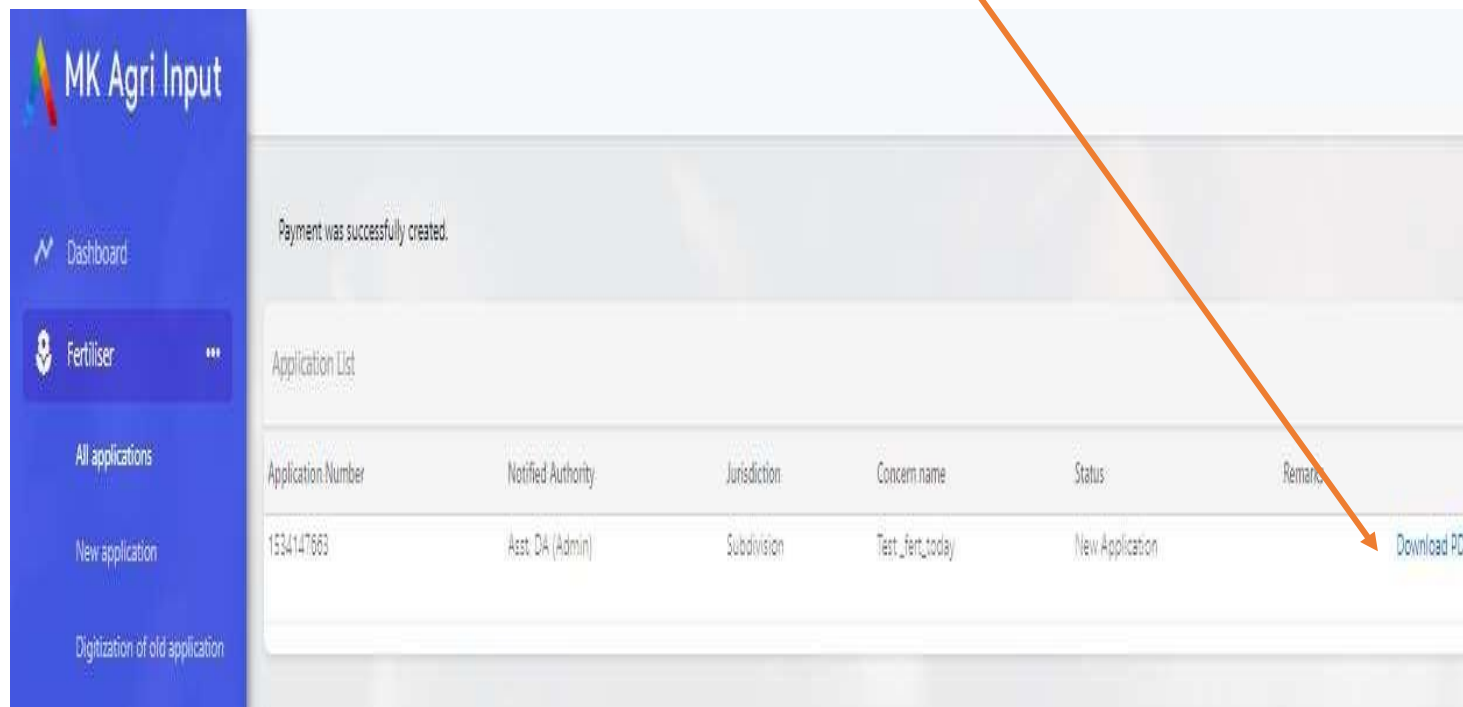 MK Agri Input
Payment was successfully created.
Dashboard
Fertiliser
Application List
All applications
Application Number Notified Authority Jurisdiction Concern name Status Remarks
New application
1534147663 Asst. DA (Admin) Subdivision Test_fert_today New Application Download PD
Digitization of old application